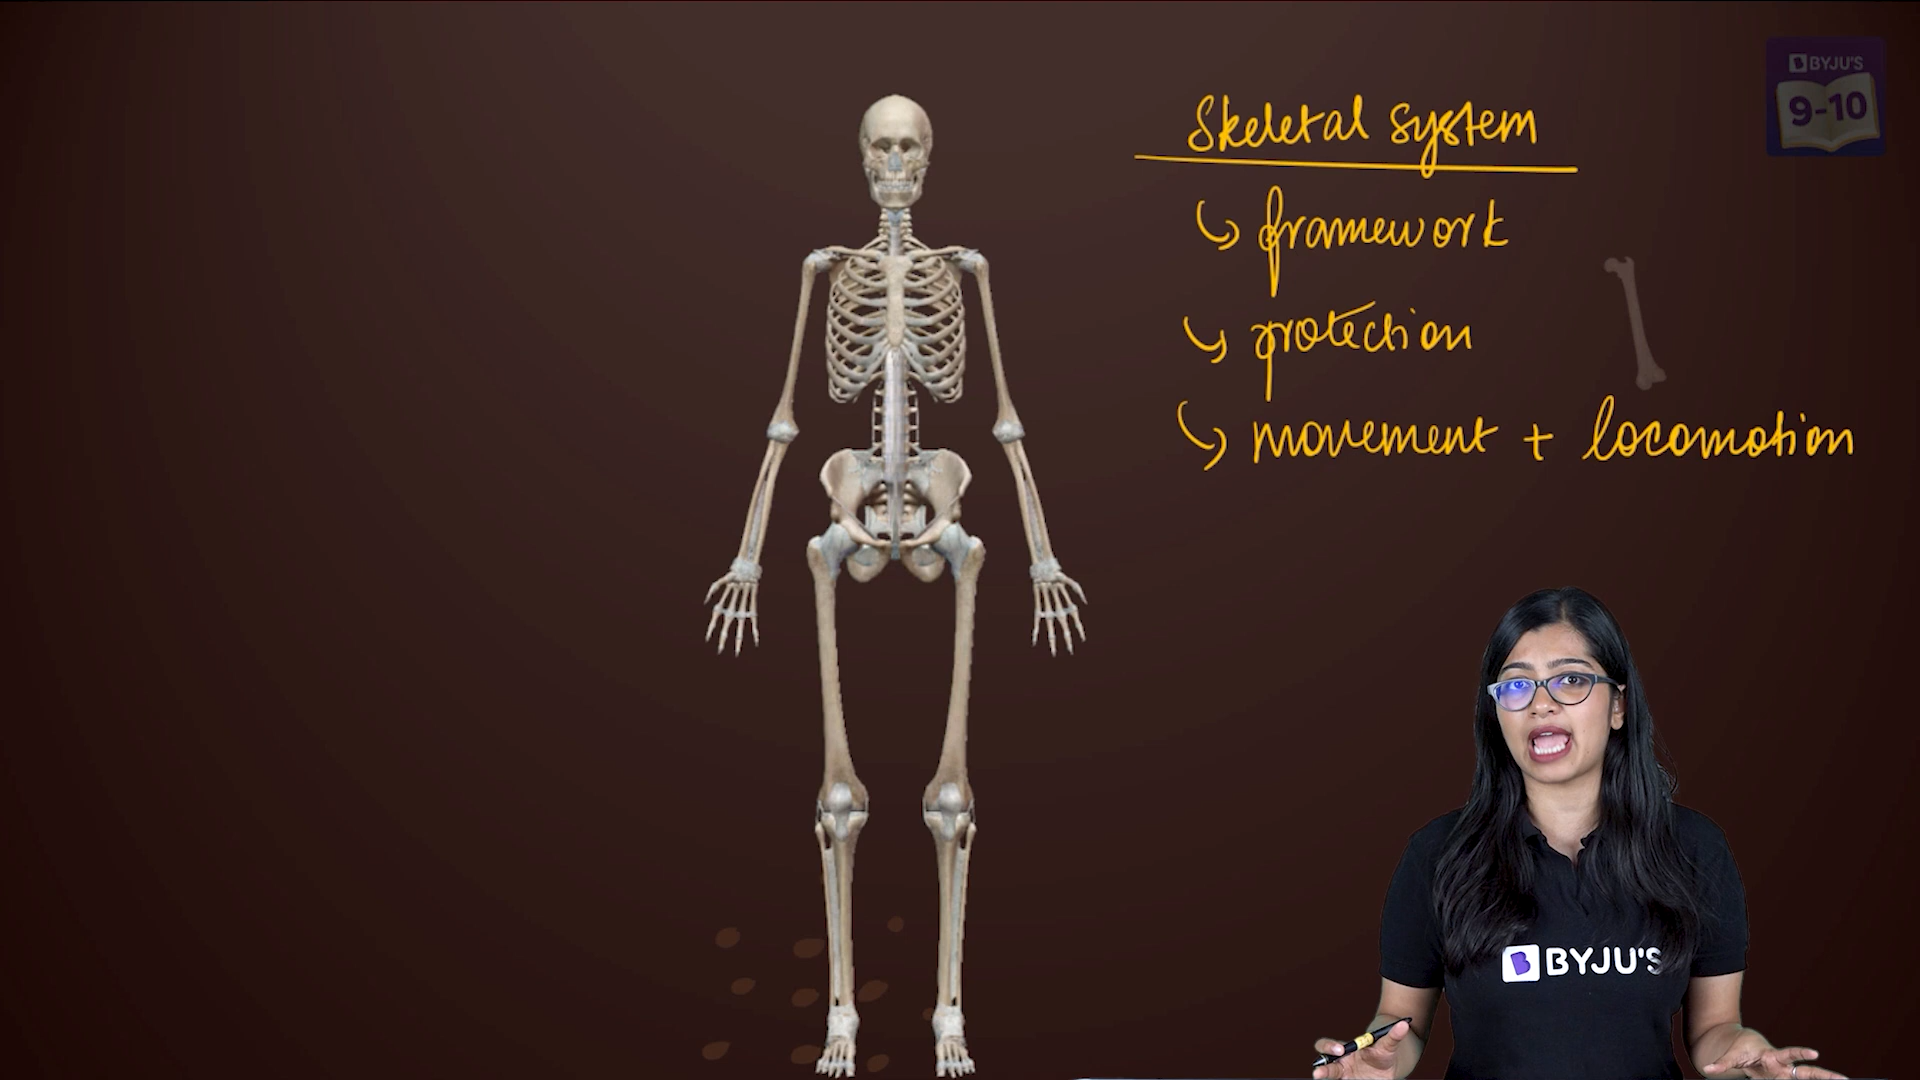 Skeletal system
framework
protection
movement + locomotion
BYJU'S
9-10
BYJU'S